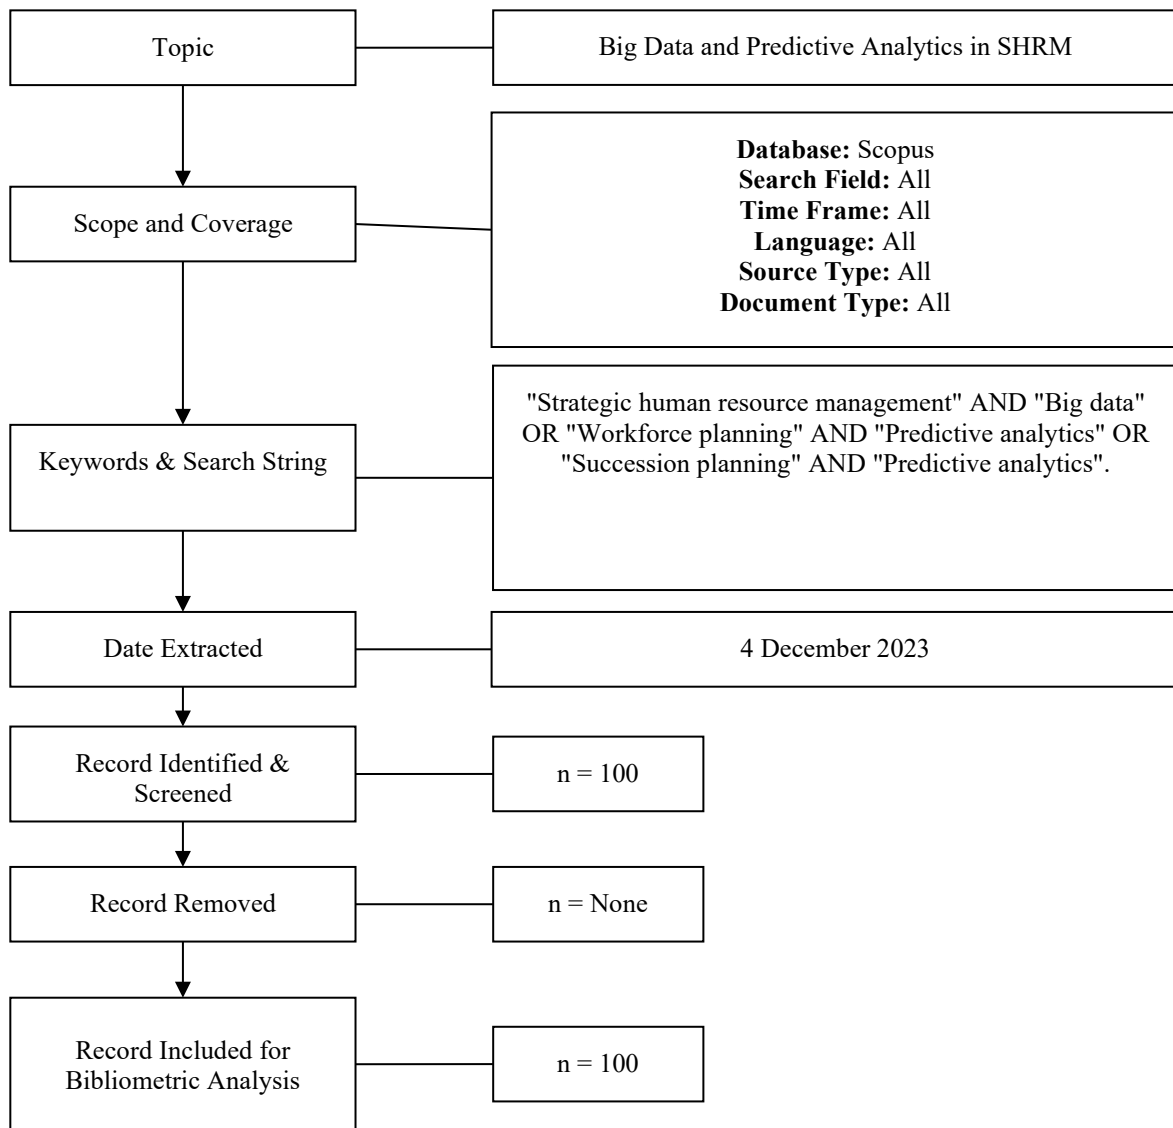 Topic
Big Data and Predictive Analytics in SHRM
Scope and Coverage
Database: Scopus
Search Field: All
Time Frame: All
Language: All
Source Type: All
Document Type: All
Keywords & Search String
"Strategic human resource management" AND "Big data"
OR "Workforce planning" AND "Predictive analytics" OR
"Succession planning" AND "Predictive analytics".
Date Extracted
4 December 2023
Record Identified &
Screened
n = 100
Record Removed
n = None
Record Included for
Bibliometric Analysis
n = 100